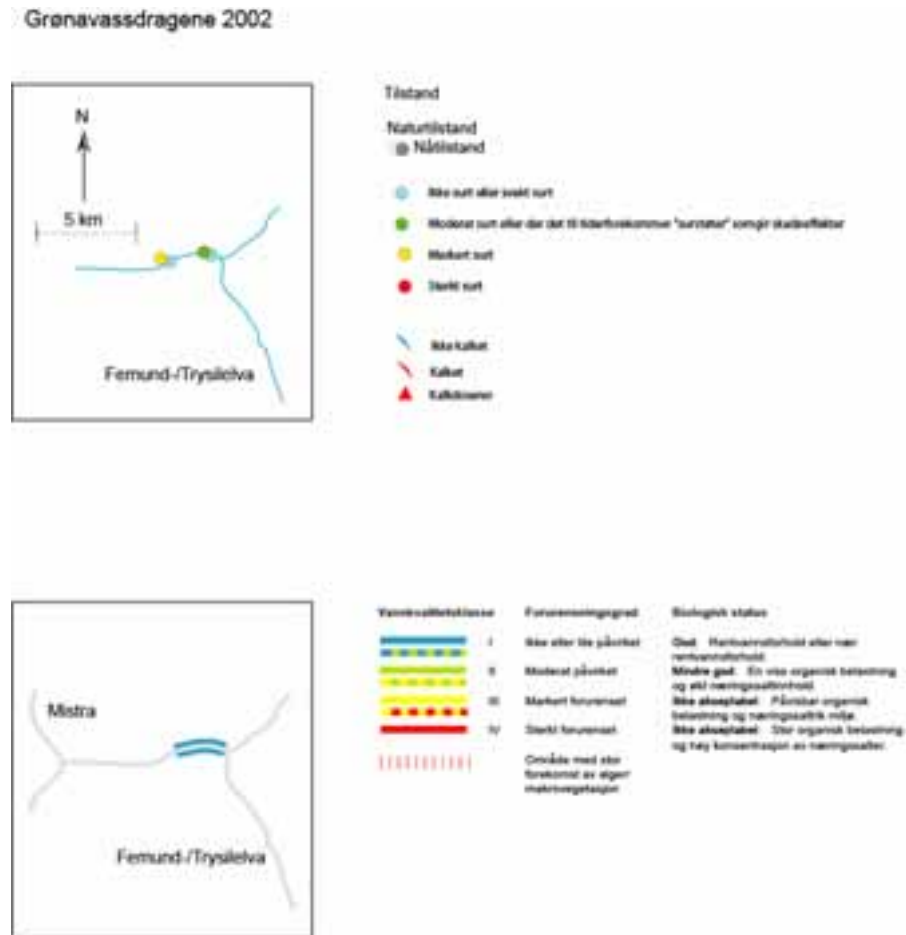 Grønavassdragene 2002
N
5 km
Femund-/Trysilelva
Tilstand
Naturtilstand
Nåtilstand
Ikke surt eller svakt surt
Moderat surt eller der det til tider forekommer "surstøter" som gir skadeeffekter
Markert surt
Sterkt surt
Ikke kalket
Kalket
Kalkdoserer
Mistra
Femund-/Trysilelva
Vannkvalitetsklasse Forurensningsgrad Biologisk status
I Ikke eller lite påvirket God: Rentvannsforhold eller nær
rentvannsforhold.
II Moderat påvirket Mindre god: En viss organisk belastning
og økt næringssaltinnhold.
III Markert forurenset Ikke akseptabel: Påviselig organisk
belastning og næringssaltrik miljø.
IV Sterkt forurenset Ikke akseptabel: Stor organisk belastning
og høy konsentrasjon av næringssalter.
Område med stor
forekomst av alger/
makrovegetasjon